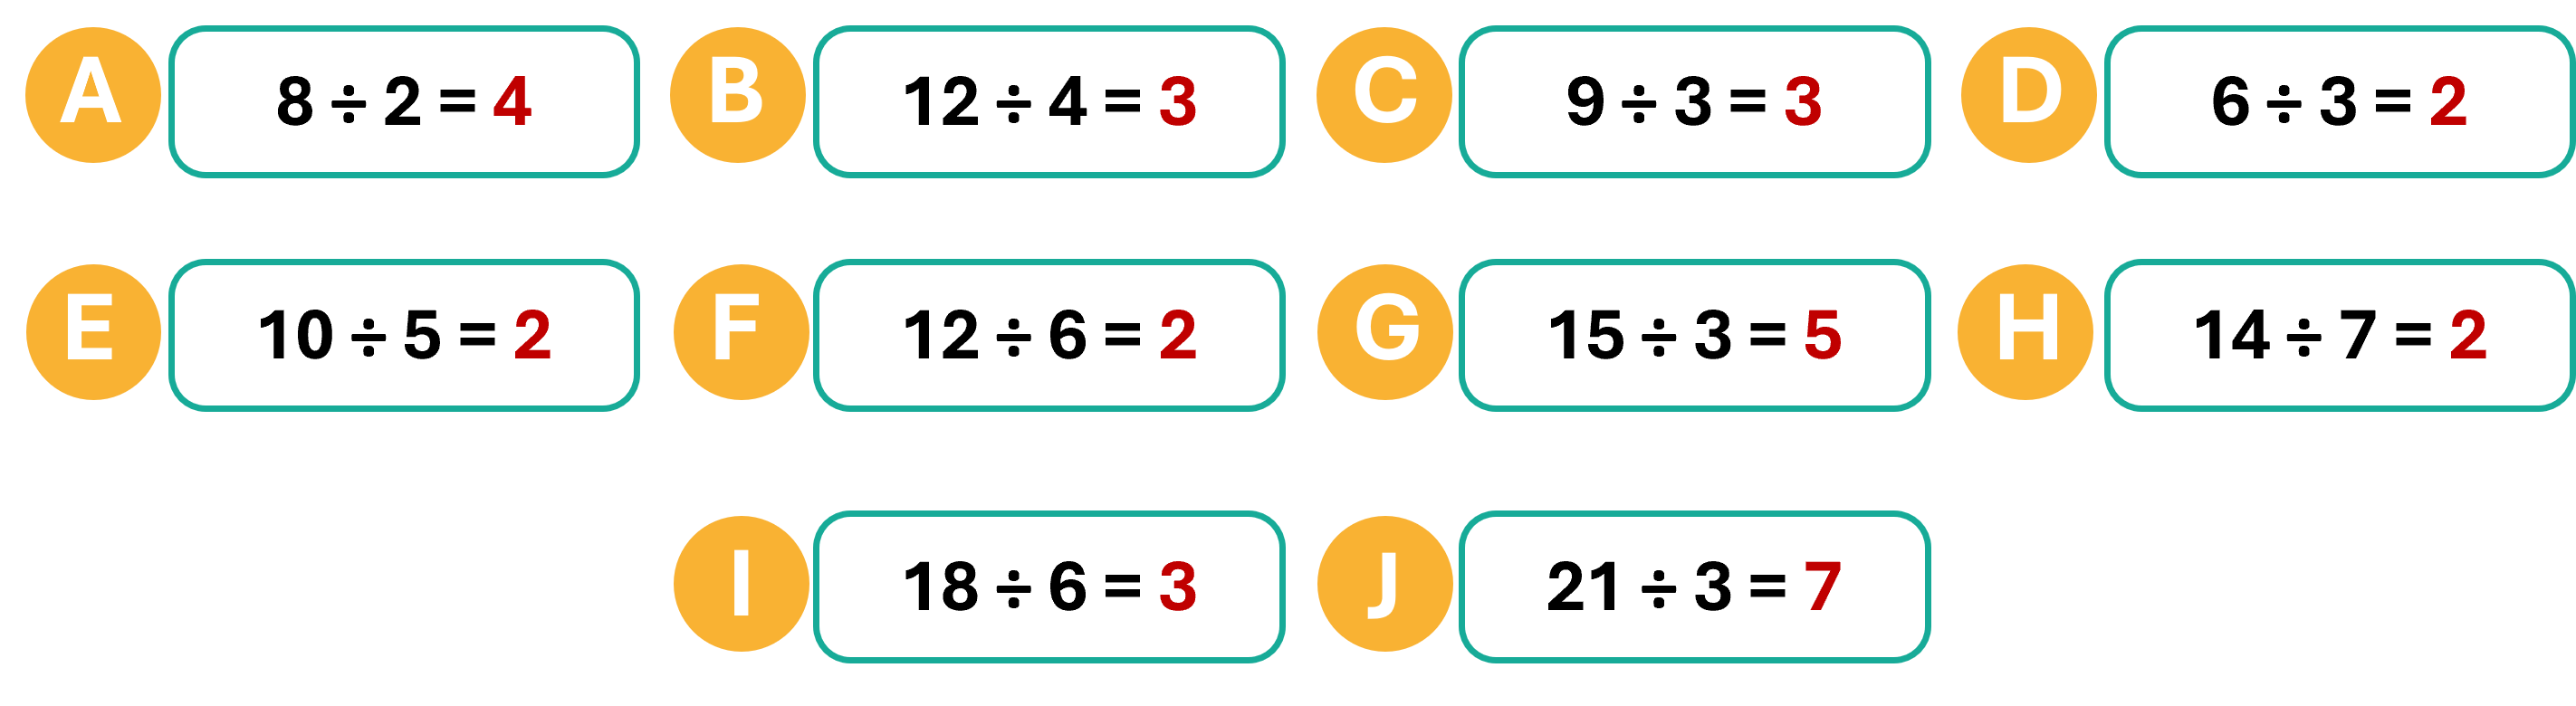 A 8 ÷ 2 = 4 B 12 ÷ 4 = 3 C 9 ÷ 3 = 3 D 6 ÷ 3 = 2
E 10 ÷ 5 = 2 F 12 ÷ 6 = 2 G 15 ÷ 3 = 5 H 14 ÷ 7 = 2
I 18 ÷ 6 = 3 J 21 ÷ 3 = 7